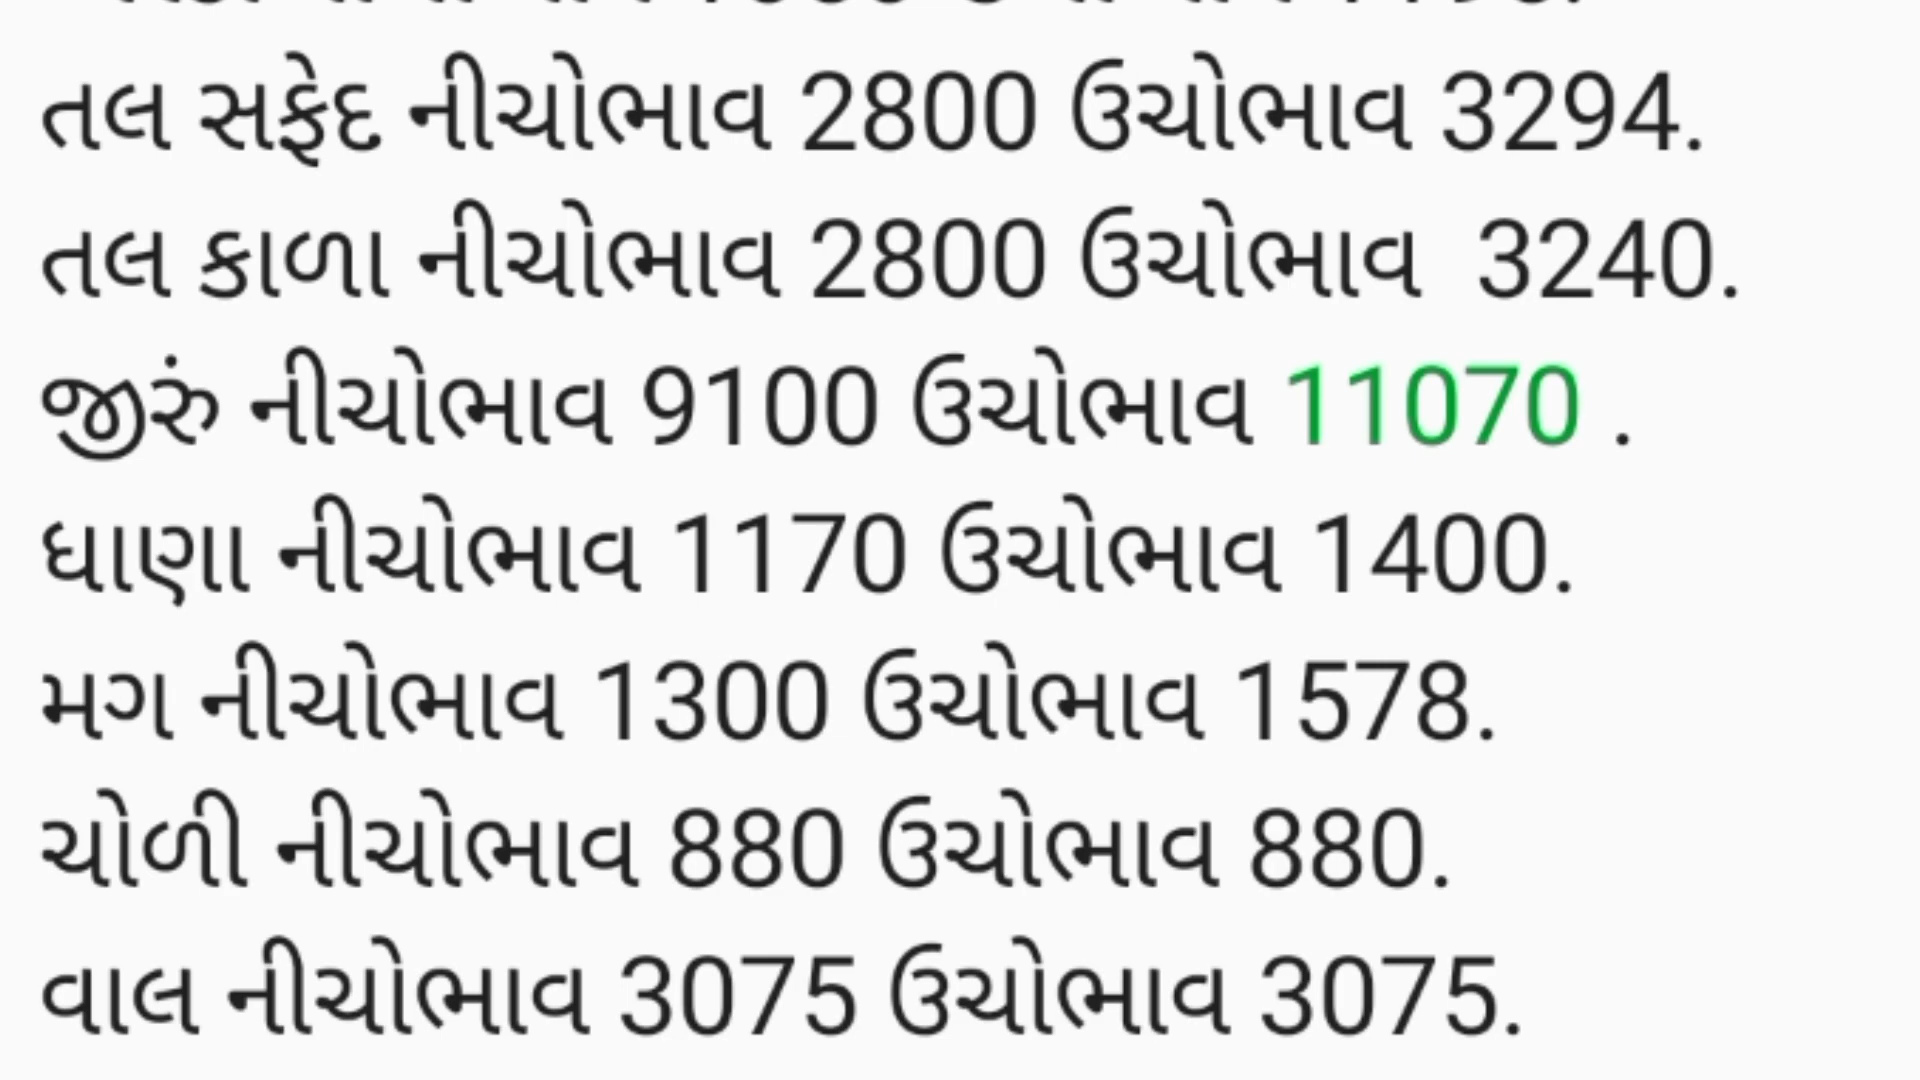 તલ સફેદ નીચોભાવ 2800 ઉચોભાવ 3294.
તલ કાળા નીચોભાવ 2800 ઉચોભાવ  3240.
જીરું નીચોભાવ 9100 ઉચોભાવ 11070 .
ધાણા નીચોભાવ 1170 ઉચોભાવ 1400.
મગ નીચોભાવ 1300 ઉચોભાવ 1578.
ચોળી નીચોભાવ 880 ઉચોભાવ 880.
વાલ નીચોભાવ 3075 ઉચોભાવ 3075.